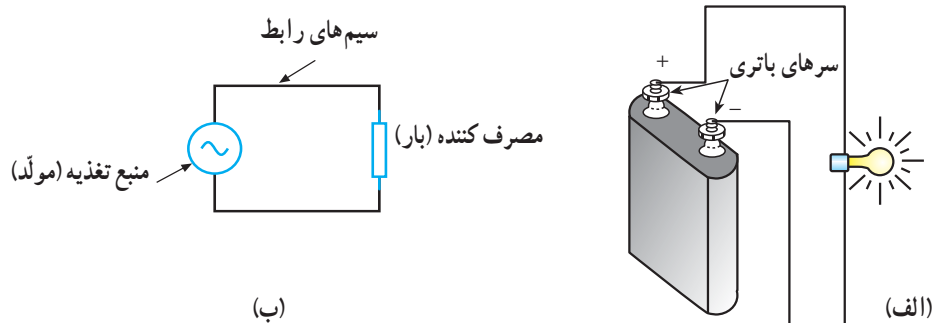 سرهای باتری
+
−
(الف)
سیم‌های رابط
مصرف کننده (بار)
منبع تغذیه (مولّد)
(ب)